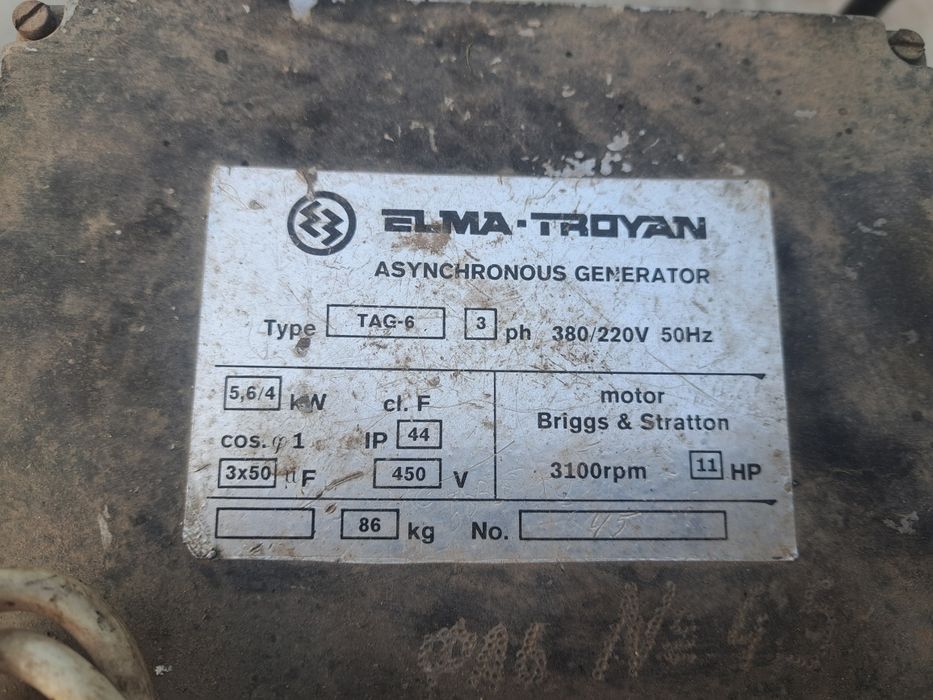 ELMA-TROYAN
ASYNCHRONOUS GENERATOR
Type TAG-6 3 ph 380/220V 50Hz
5,6/4 kW cl. F
cos. φ 1 IP 44
3x50 μF 450 V
motor
Briggs & Stratton
3100rpm 11 HP
86 kg No. 45